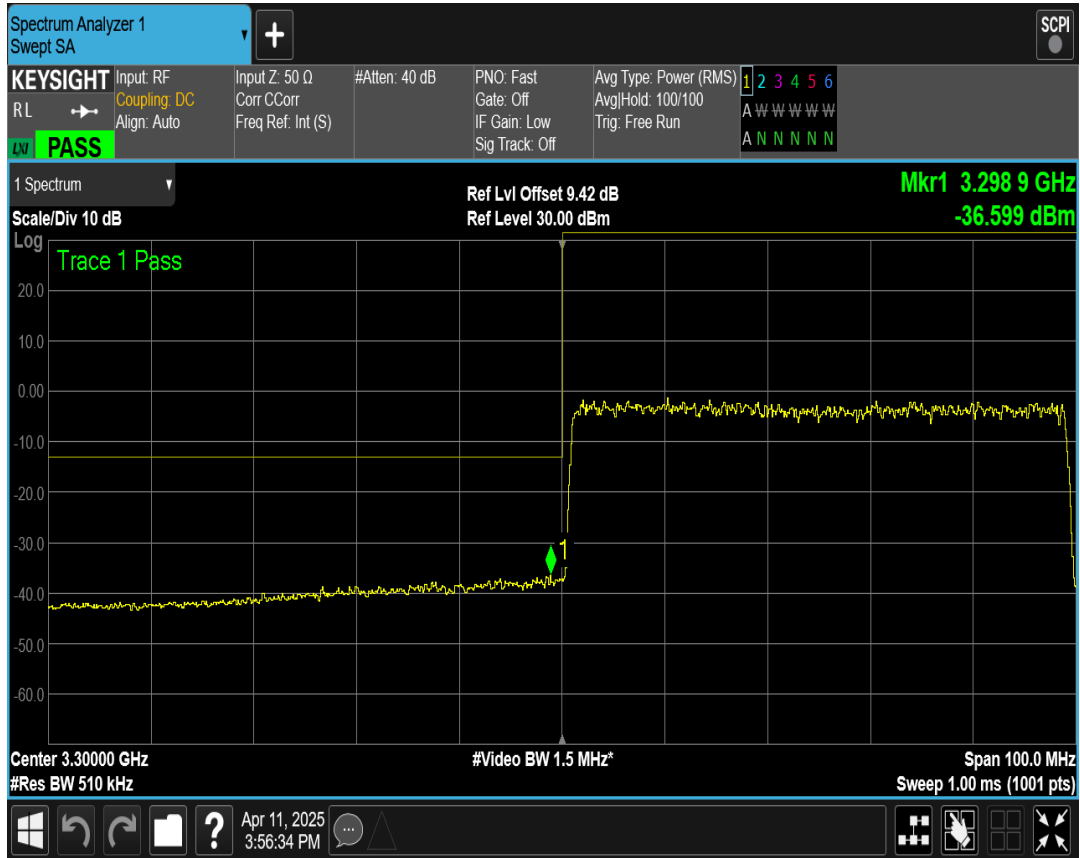 Spectrum Analyzer 1
Swept SA
SCPI
KEYSIGHT
RL
LXI PASS
Input: RF
Coupling: DC
Align: Auto
Input Z: 50 Ω
Corr CCorr
Freq Ref: Int (S)
#Atten: 40 dB
PNO: Fast
Gate: Off
IF Gain: Low
Sig Track: Off
Avg Type: Power (RMS)
Avg|Hold: 100/100
Trig: Free Run
1 2 3 4 5 6
A W W W W W
A N N N N N
1 Spectrum
Scale/Div 10 dB
Ref Lvl Offset 9.42 dB
Ref Level 30.00 dBm
Mkr1 3.298 9 GHz
-36.599 dBm
Log
Trace 1 Pass
20.0
10.0
0.00
-10.0
-20.0
-30.0
-40.0
-50.0
-60.0
1
Center 3.30000 GHz
#Res BW 510 kHz
#Video BW 1.5 MHz*
Span 100.0 MHz
Sweep 1.00 ms (1001 pts)
?
Apr 11, 2025
3:56:34 PM